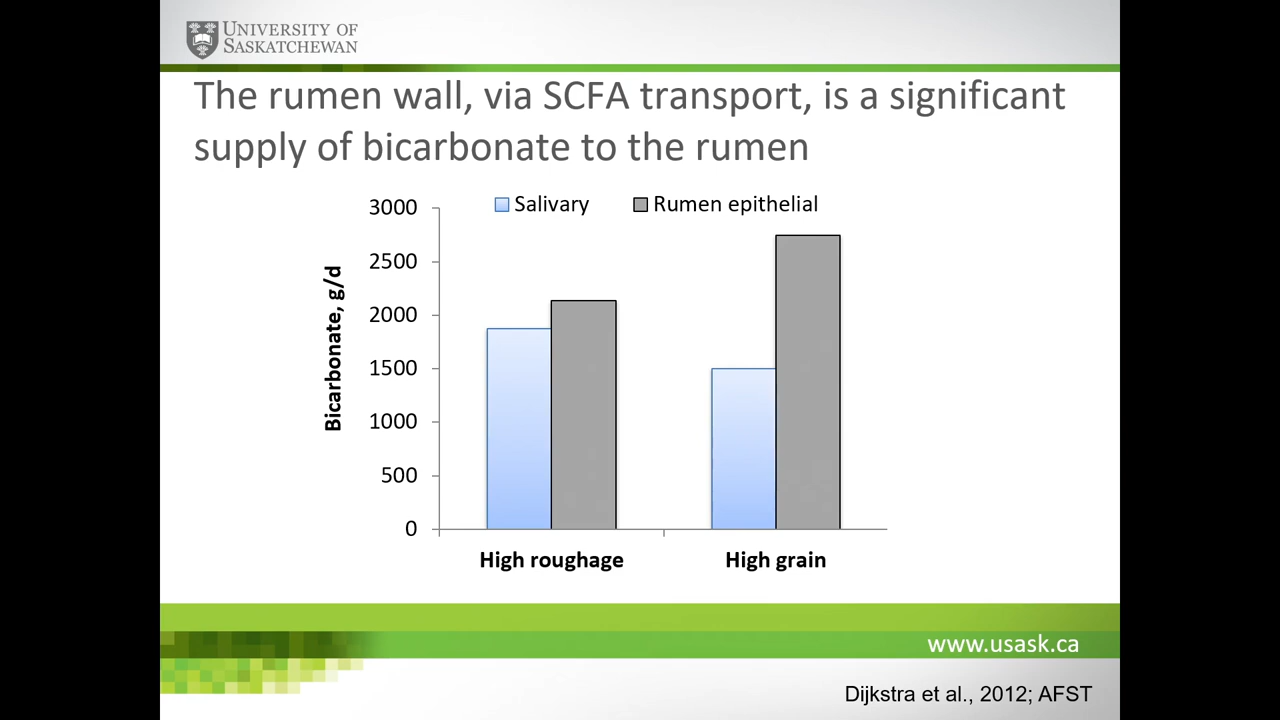 UNIVERSITY OF
SASKATCHEWAN
The rumen wall, via SCFA transport, is a significant
supply of bicarbonate to the rumen
Salivary
Rumen epithelial
3000
2500
2000
1500
1000
500
0
Bicarbonate, g/d
High roughage
High grain
www.usask.ca
Dijkstra et al., 2012; AFST